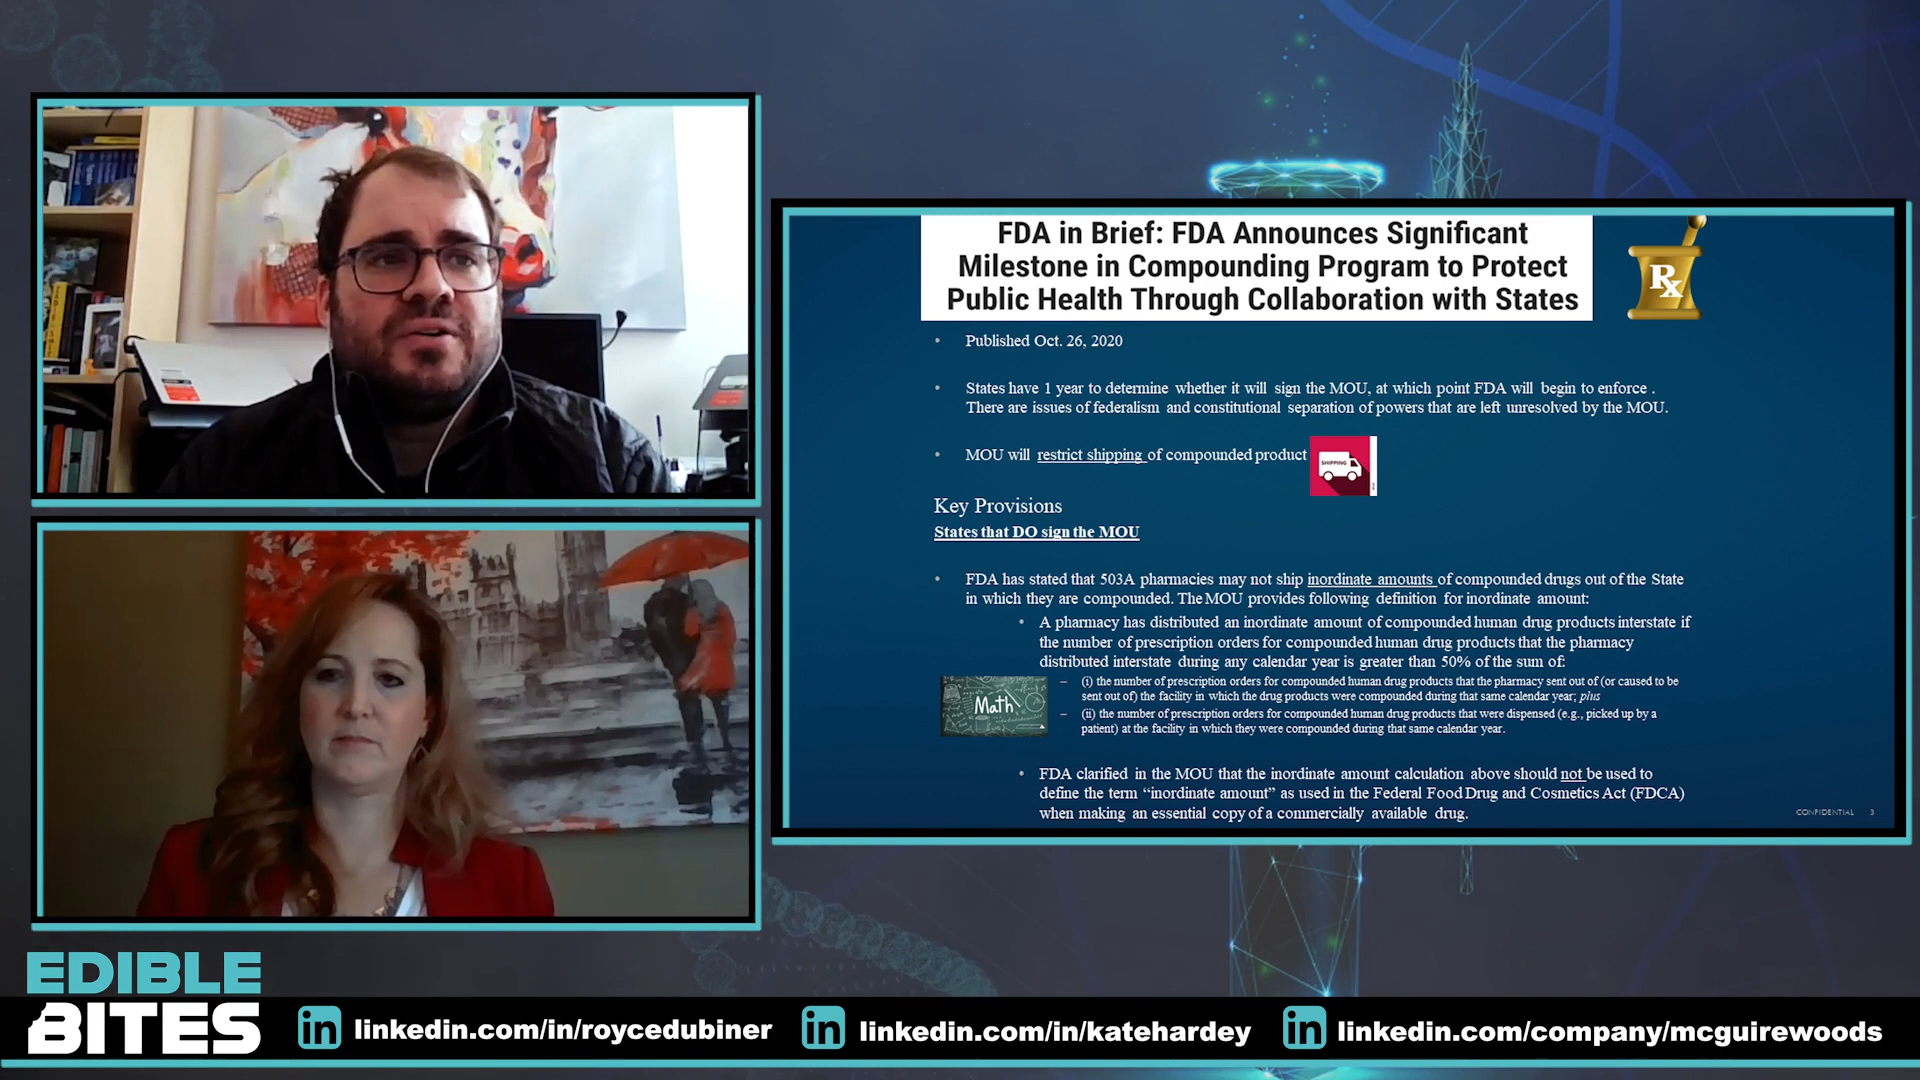 FDA in Brief: FDA Announces Significant
Milestone in Compounding Program to Protect
Public Health Through Collaboration with States
Rx
• Published Oct. 26, 2020
• States have 1 year to determine whether it will sign the MOU, at which point FDA will begin to enforce .
There are issues of federalism and constitutional separation of powers that are left unresolved by the MOU.
• MOU will restrict shipping of compounded product
SHIPPING
Key Provisions
States that DO sign the MOU
• FDA has stated that 503A pharmacies may not ship inordinate amounts of compounded drugs out of the State
in which they are compounded. The MOU provides following definition for inordinate amount:
• A pharmacy has distributed an inordinate amount of compounded human drug products interstate if
the number of prescription orders for compounded human drug products that the pharmacy
distributed interstate during any calendar year is greater than 50% of the sum of:
– (i) the number of prescription orders for compounded human drug products that the pharmacy sent out of (or caused to be
sent out of) the facility in which the drug products were compounded during that same calendar year; plus
Math
– (ii) the number of prescription orders for compounded human drug products that were dispensed (e.g., picked up by a
patient) at the facility in which they were compounded during that same calendar year.
• FDA clarified in the MOU that the inordinate amount calculation above should not be used to
define the term “inordinate amount” as used in the Federal Food Drug and Cosmetics Act (FDCA)
when making an essential copy of a commercially available drug.
CONFIDENTIAL 3
EDIBLE
BITES
in linkedin.com/in/roycedubiner
in linkedin.com/in/katehardey
in linkedin.com/company/mcguirewoods